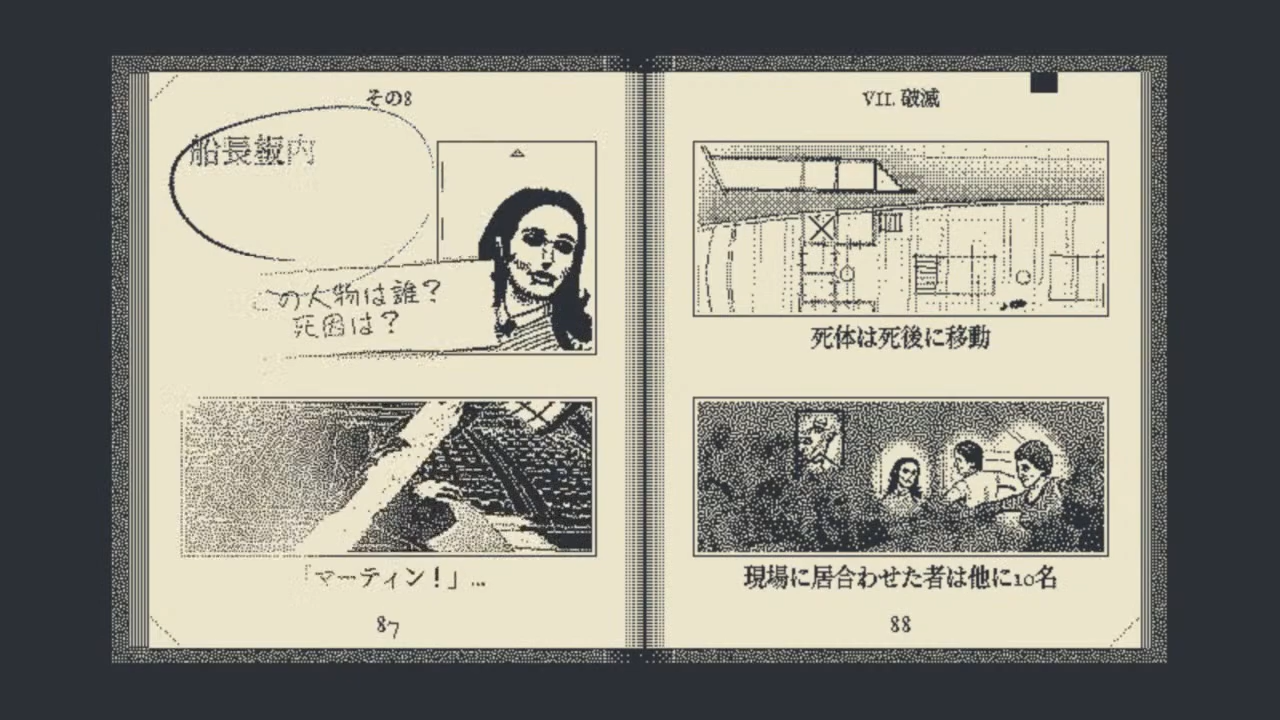 その8
船長蹴内
この人物は誰？
死因は？
「マーティン！」...
87
VII. 破滅
死体は死後に移動
現場に居合わせた者は他に10名
88